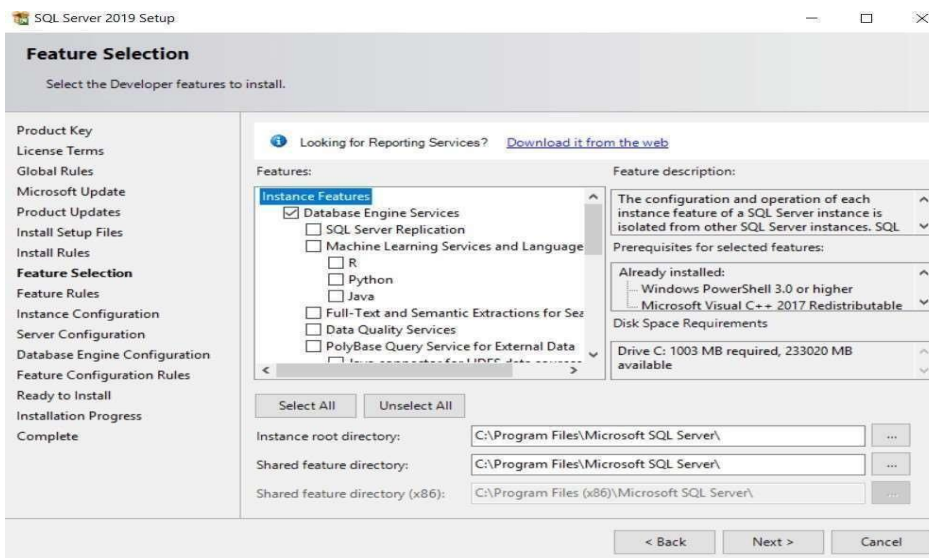 SQL Server 2019 Setup
Feature Selection
Select the Developer features to install.
Product Key
License Terms
Global Rules
Microsoft Update
Product Updates
Install Setup Files
Install Rules
Feature Selection
Feature Rules
Instance Configuration
Server Configuration
Database Engine Configuration
Feature Configuration Rules
Ready to Install
Installation Progress
Complete
Looking for Reporting Services? Download it from the web
Features:
Instance Features
Database Engine Services
SQL Server Replication
Machine Learning Services and Language
R
Python
Java
Full-Text and Semantic Extractions for Sea
Data Quality Services
PolyBase Query Service for External Data
Java connector for HDFS data sources
Feature description:
The configuration and operation of each
instance feature of a SQL Server instance is
isolated from other SQL Server instances. SQL
Prerequisites for selected features:
Already installed:
Windows PowerShell 3.0 or higher
Microsoft Visual C++ 2017 Redistributable
Disk Space Requirements
Drive C: 1003 MB required, 233020 MB
available
Select All Unselect All
Instance root directory: C:\Program Files\Microsoft SQL Server\ ...
Shared feature directory: C:\Program Files\Microsoft SQL Server\ ...
Shared feature directory (x86): C:\Program Files (x86)\Microsoft SQL Server\ ...
< Back Next > Cancel